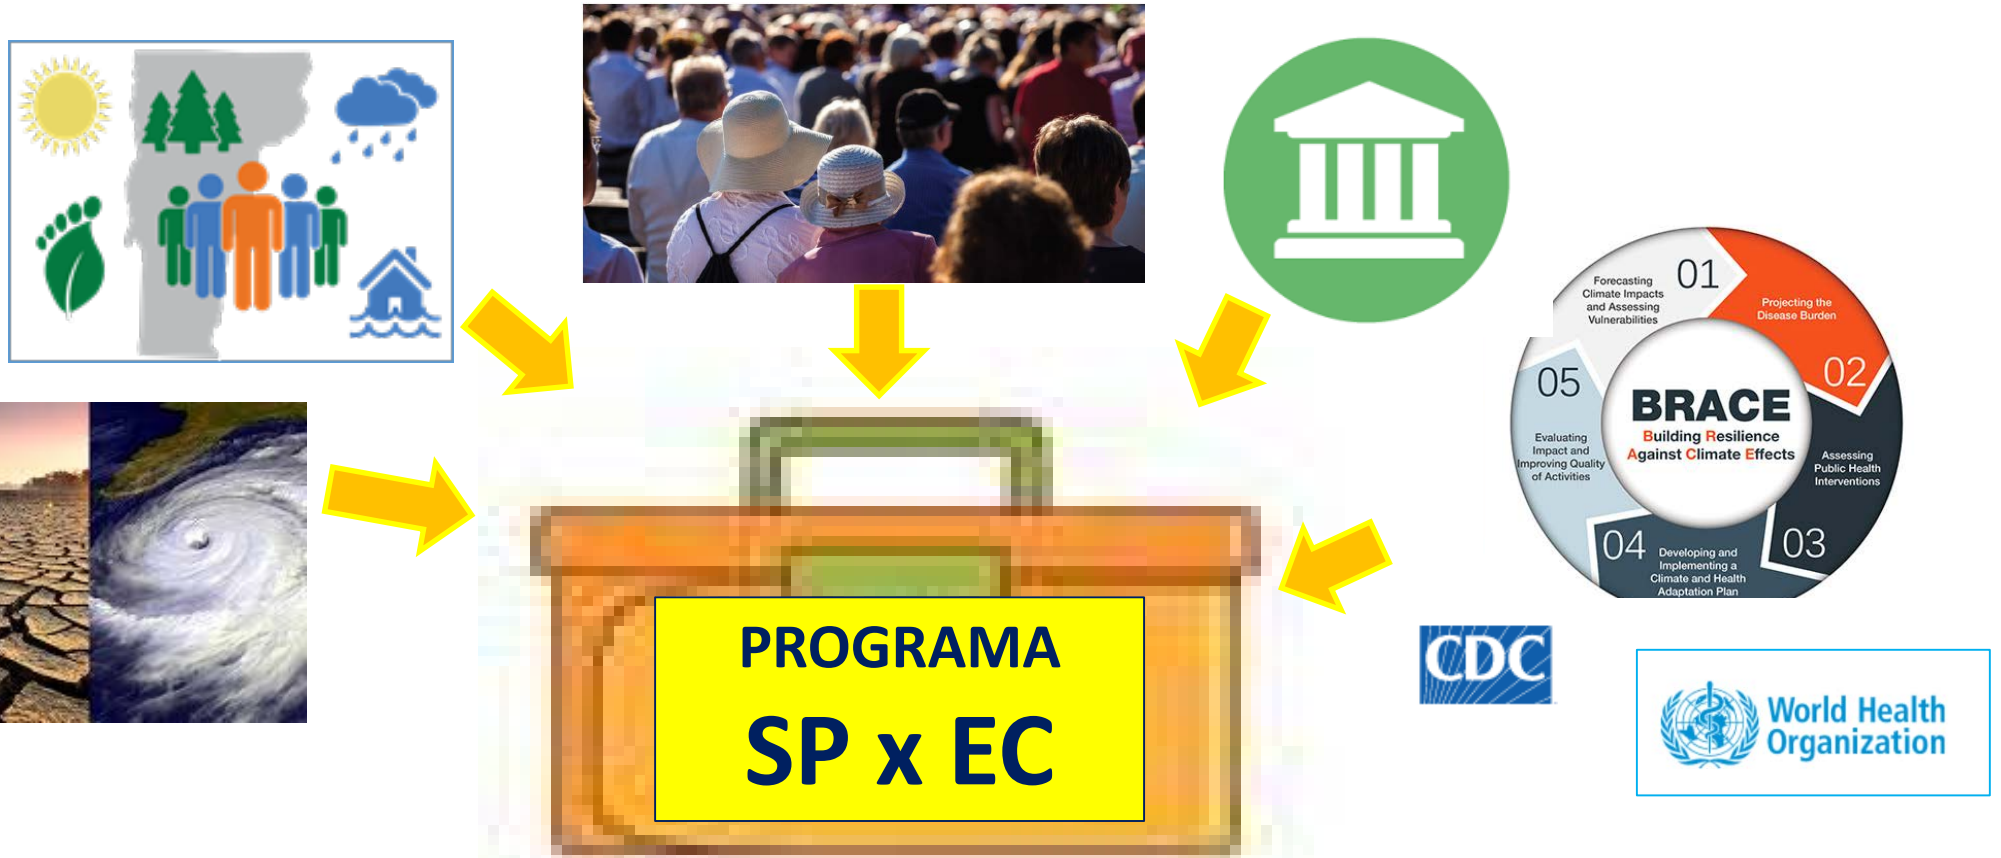 01
Forecasting
Climate Impacts
and Assessing
Vulnerabilities
Projecting the
Disease Burden
02
05
BRACE
Building Resilience
Against Climate Effects
Evaluating
Impact and
Improving Quality
of Activities
Assessing
Public Health
Interventions
04
03
Developing and
Implementing a
Climate and Health
Adaptation Plan
PROGRAMA
SP x EC
CDC
World Health
Organization